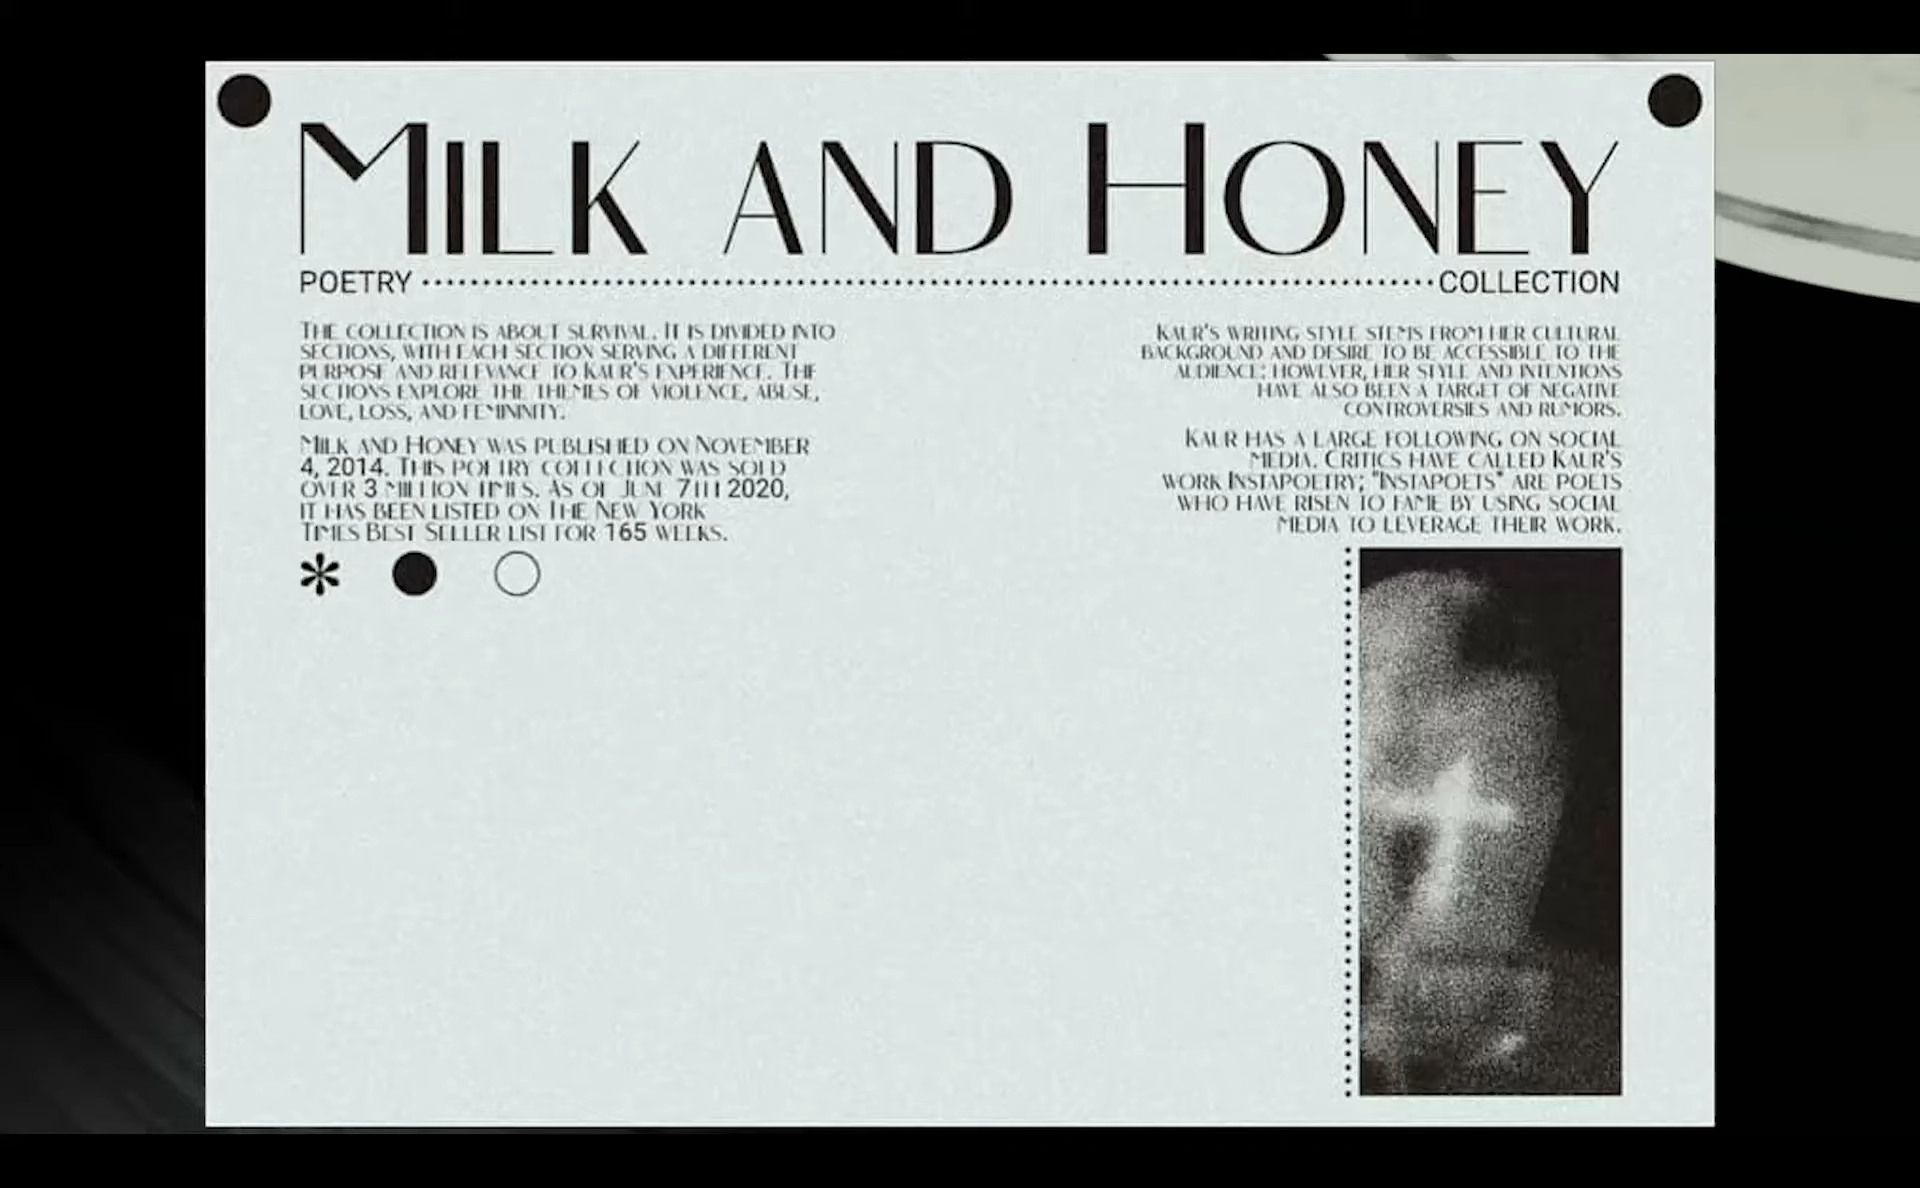 MILK AND HONEY
POETRY COLLECTION
THE COLLECTION IS ABOUT SURVIVAL. IT IS DIVIDED INTO
SECTIONS, WITH EACH SECTION SERVING A DIFFERENT
PURPOSE AND RELEVANCE TO KAUR'S EXPERIENCE. THE
SECTIONS EXPLORE THE THEMES OF VIOLENCE, ABUSE,
LOVE, LOSS, AND FEMININITY.
MILK AND HONEY WAS PUBLISHED ON NOVEMBER
4, 2014. THIS POETRY COLLECTION WAS SOLD
OVER 3 MILLION TIMES. AS OF JUNE 7TH 2020,
IT HAS BEEN LISTED ON THE NEW YORK
TIMES BEST SELLER LIST FOR 165 WEEKS.
KAUR'S WRITING STYLE STEMS FROM HER CULTURAL
BACKGROUND AND DESIRE TO BE ACCESSIBLE TO THE
AUDIENCE; HOWEVER, HER STYLE AND INTENTIONS
HAVE ALSO BEEN A TARGET OF NEGATIVE
CONTROVERSIES AND RUMORS.
KAUR HAS A LARGE FOLLOWING ON SOCIAL
MEDIA. CRITICS HAVE CALLED KAUR'S
WORK INSTAPOETRY; "INSTAPOETS" ARE POETS
WHO HAVE RISEN TO FAME BY USING SOCIAL
MEDIA TO LEVERAGE THEIR WORK.